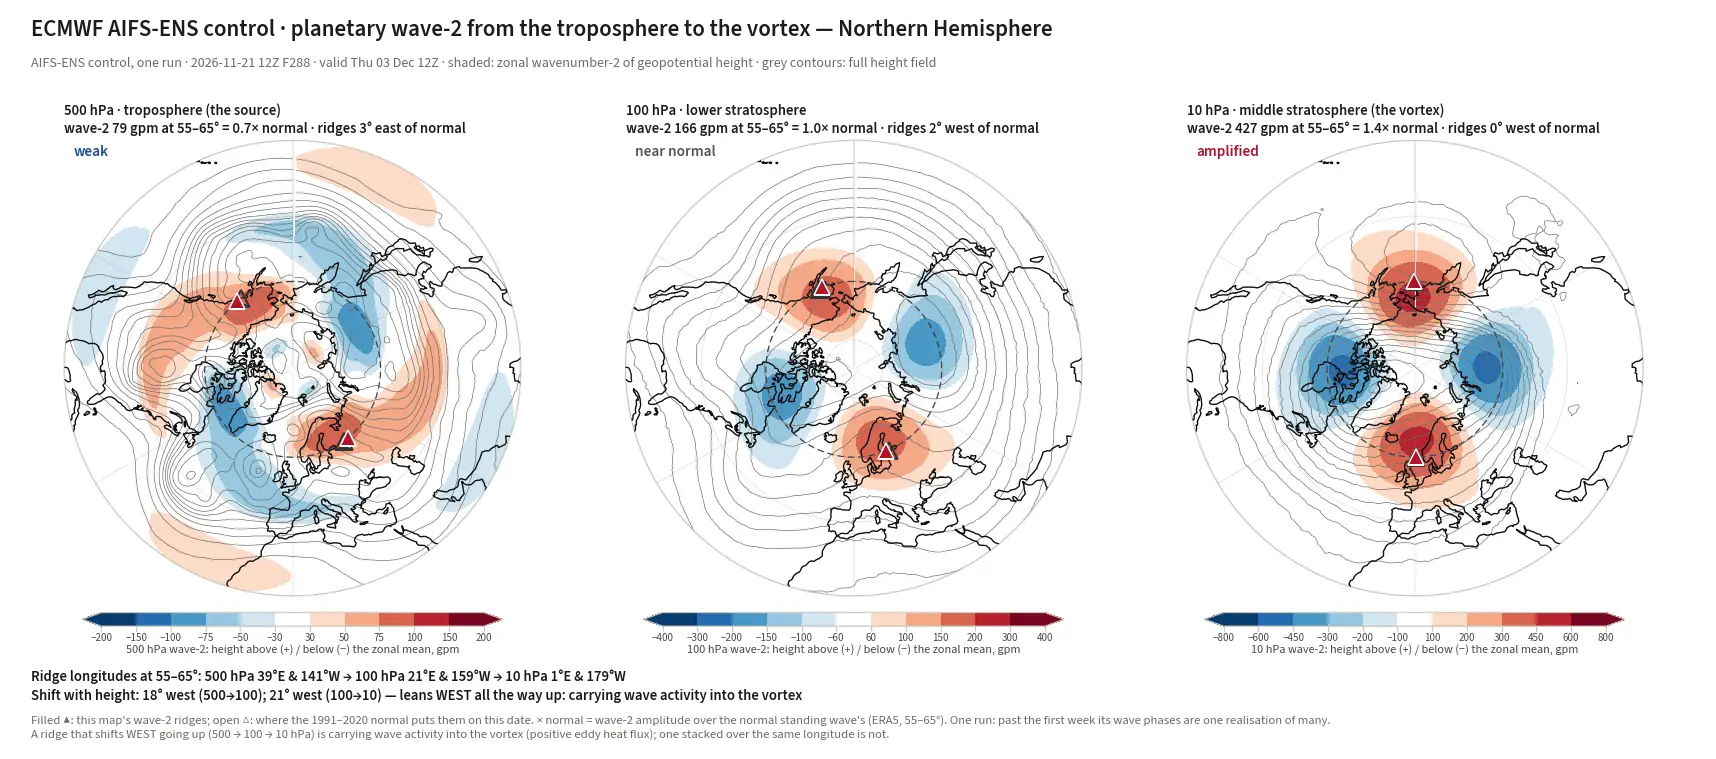 ECMWF AIFS-ENS control · planetary wave-2 from the troposphere to the vortex — Northern Hemisphere
AIFS-ENS control, one run · 2026-11-21 12Z F288 · valid Thu 03 Dec 12Z · shaded: zonal wavenumber-2 of geopotential height · grey contours: full height field
500 hPa · troposphere (the source)
wave-2 79 gpm at 55–65° = 0.7× normal · ridges 3° east of normal
weak
100 hPa · lower stratosphere
wave-2 166 gpm at 55–65° = 1.0× normal · ridges 2° west of normal
near normal
10 hPa · middle stratosphere (the vortex)
wave-2 427 gpm at 55–65° = 1.4× normal · ridges 0° west of normal
amplified
−200 −150 −100 −75 −50 −30 30 50 75 100 150 200
500 hPa wave-2: height above (+) / below (−) the zonal mean, gpm
−400 −300 −200 −150 −100 −60 60 100 150 200 300 400
100 hPa wave-2: height above (+) / below (−) the zonal mean, gpm
−800 −600 −450 −300 −200 −100 100 200 300 450 600 800
10 hPa wave-2: height above (+) / below (−) the zonal mean, gpm
Ridge longitudes at 55–65°: 500 hPa 39°E & 141°W → 100 hPa 21°E & 159°W → 10 hPa 1°E & 179°W
Shift with height: 18° west (500→100); 21° west (100→10) — leans WEST all the way up: carrying wave activity into the vortex
Filled ▲: this map's wave-2 ridges; open △: where the 1991–2020 normal puts them on this date. × normal = wave-2 amplitude over the normal standing wave's (ERA5, 55–65°). One run: past the first week its wave phases are one realisation of many.
A ridge that shifts WEST going up (500 → 100 → 10 hPa) is carrying wave activity into the vortex (positive eddy heat flux); one stacked over the same longitude is not.